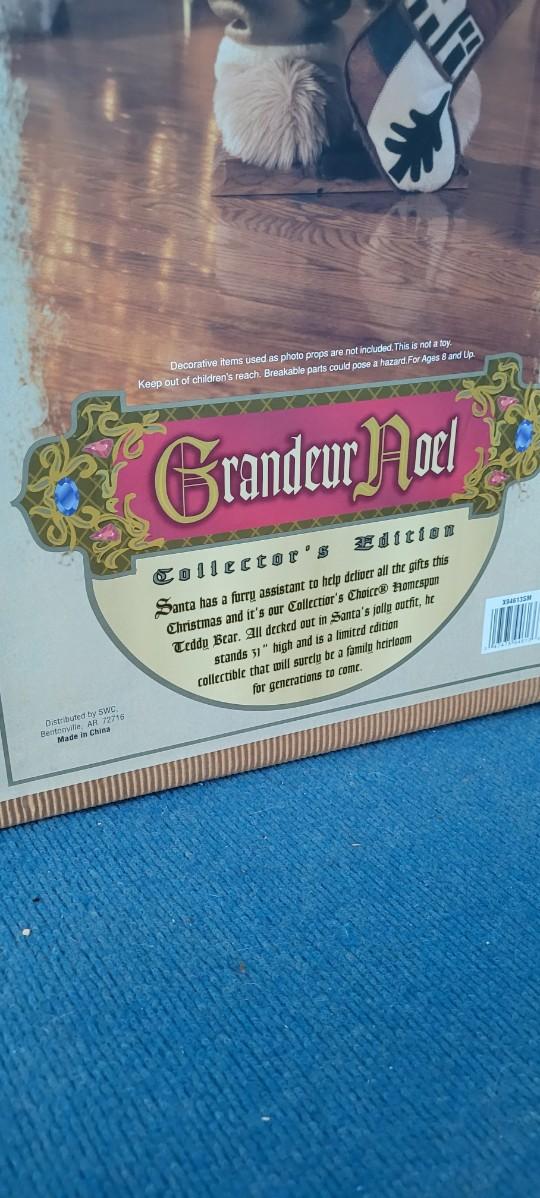 Decorative items used as photo props are not included.This is not a toy.
Keep out of children's reach. Breakable parts could pose a hazard.For Ages 8 and Up.
Grandeur Noel
Collector's Edition
Santa has a furry assistant to help deliver all the gifts this
Christmas and it's our Collector's Choice® Homespun
Teddy Bear. All decked out in Santa's jolly outfit, he
stands 31" high and is a limited edition
collectible that will surely be a family heirloom
for generations to come.
X94613SM
Distributed by SWC,
Bentonville, AR 72716
Made in China